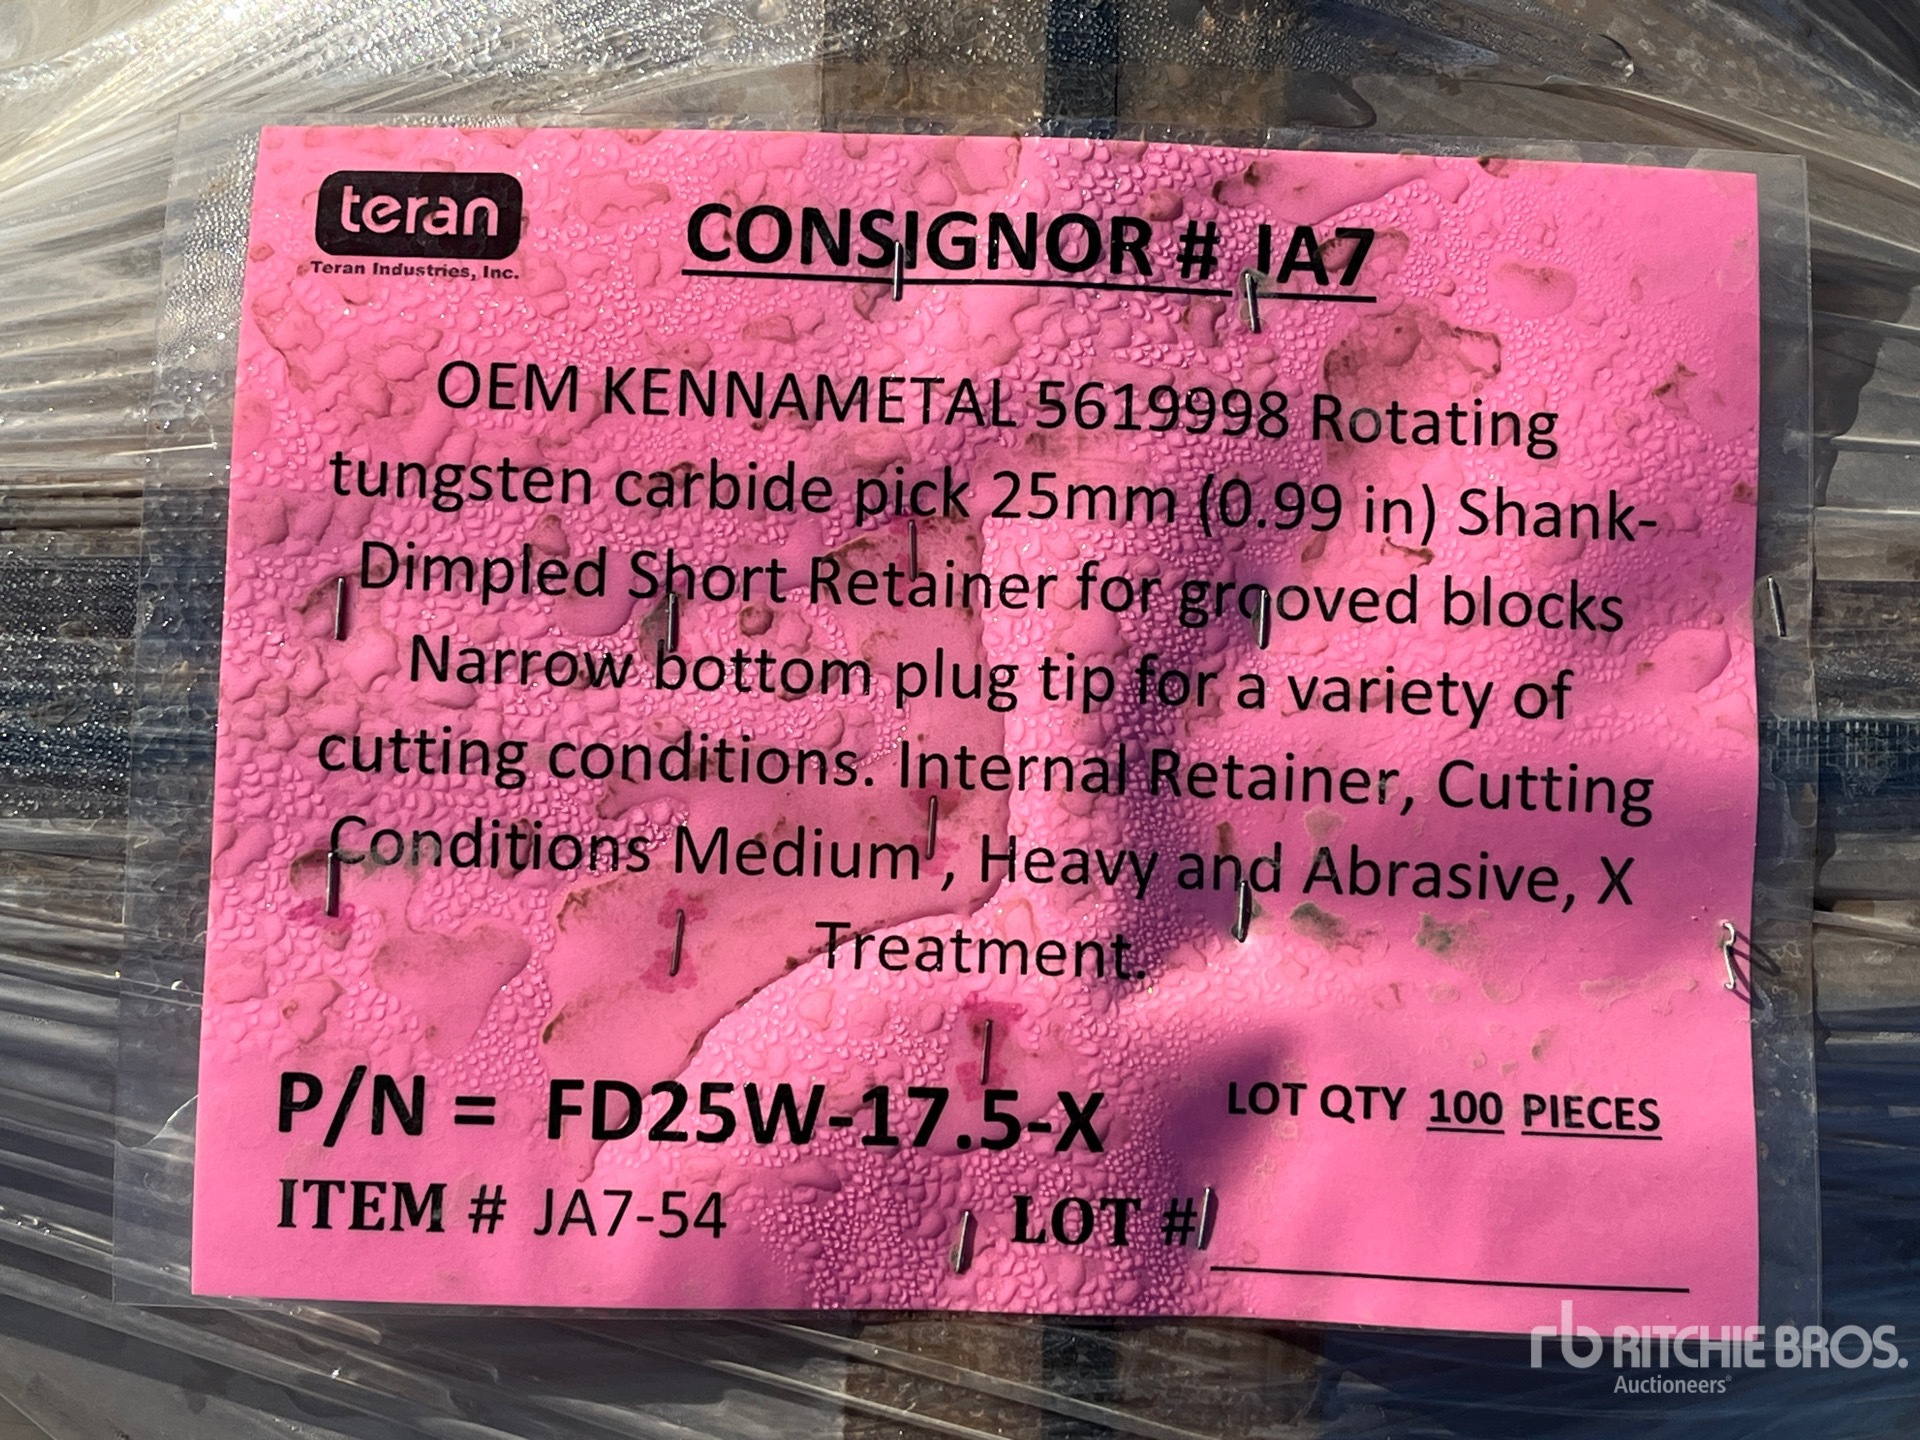 teran
Teran Industries, Inc.
CONSIGNOR # JA7
OEM KENNAMETAL 5619998 Rotating
tungsten carbide pick 25mm (0.99 in) Shank-
Dimpled Short Retainer for grooved blocks
Narrow bottom plug tip for a variety of
cutting conditions. Internal Retainer, Cutting
Conditions Medium , Heavy and Abrasive, X
Treatment.
P/N = FD25W-17.5-X
LOT QTY 100 PIECES
ITEM # JA7-54
LOT #
rb RITCHIE BROS.
Auctioneers®